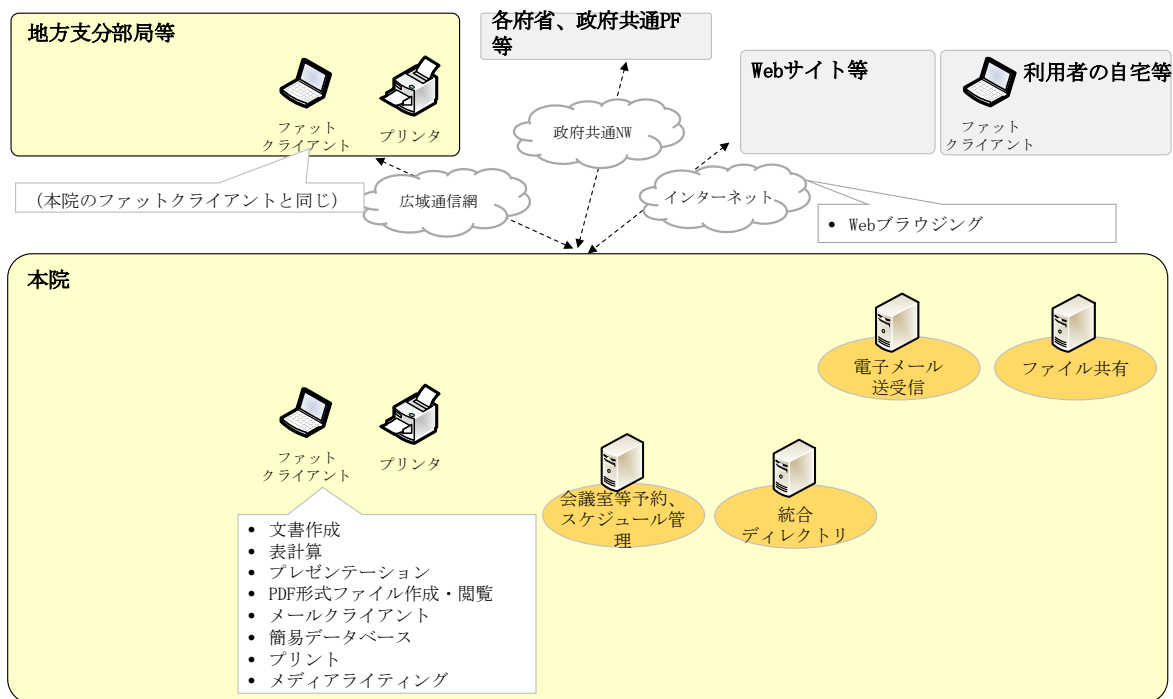 地方支分部局等
ファット
クライアント
プリンタ
(本院のファットクライアントと同じ)
各府省、政府共通PF
等
政府共通NW
広域通信網
インターネット
Webサイト等
利用者の自宅等
ファット
クライアント
• Webブラウジング
本院
電子メール
送受信
ファイル共有
ファット
クライアント
プリンタ
会議室等予約、
スケジュール管
理
統合
ディレクトリ
• 文書作成
• 表計算
• プレゼンテーション
• PDF形式ファイル作成・閲覧
• メールクライアント
• 簡易データベース
• プリント
• メディアライティング